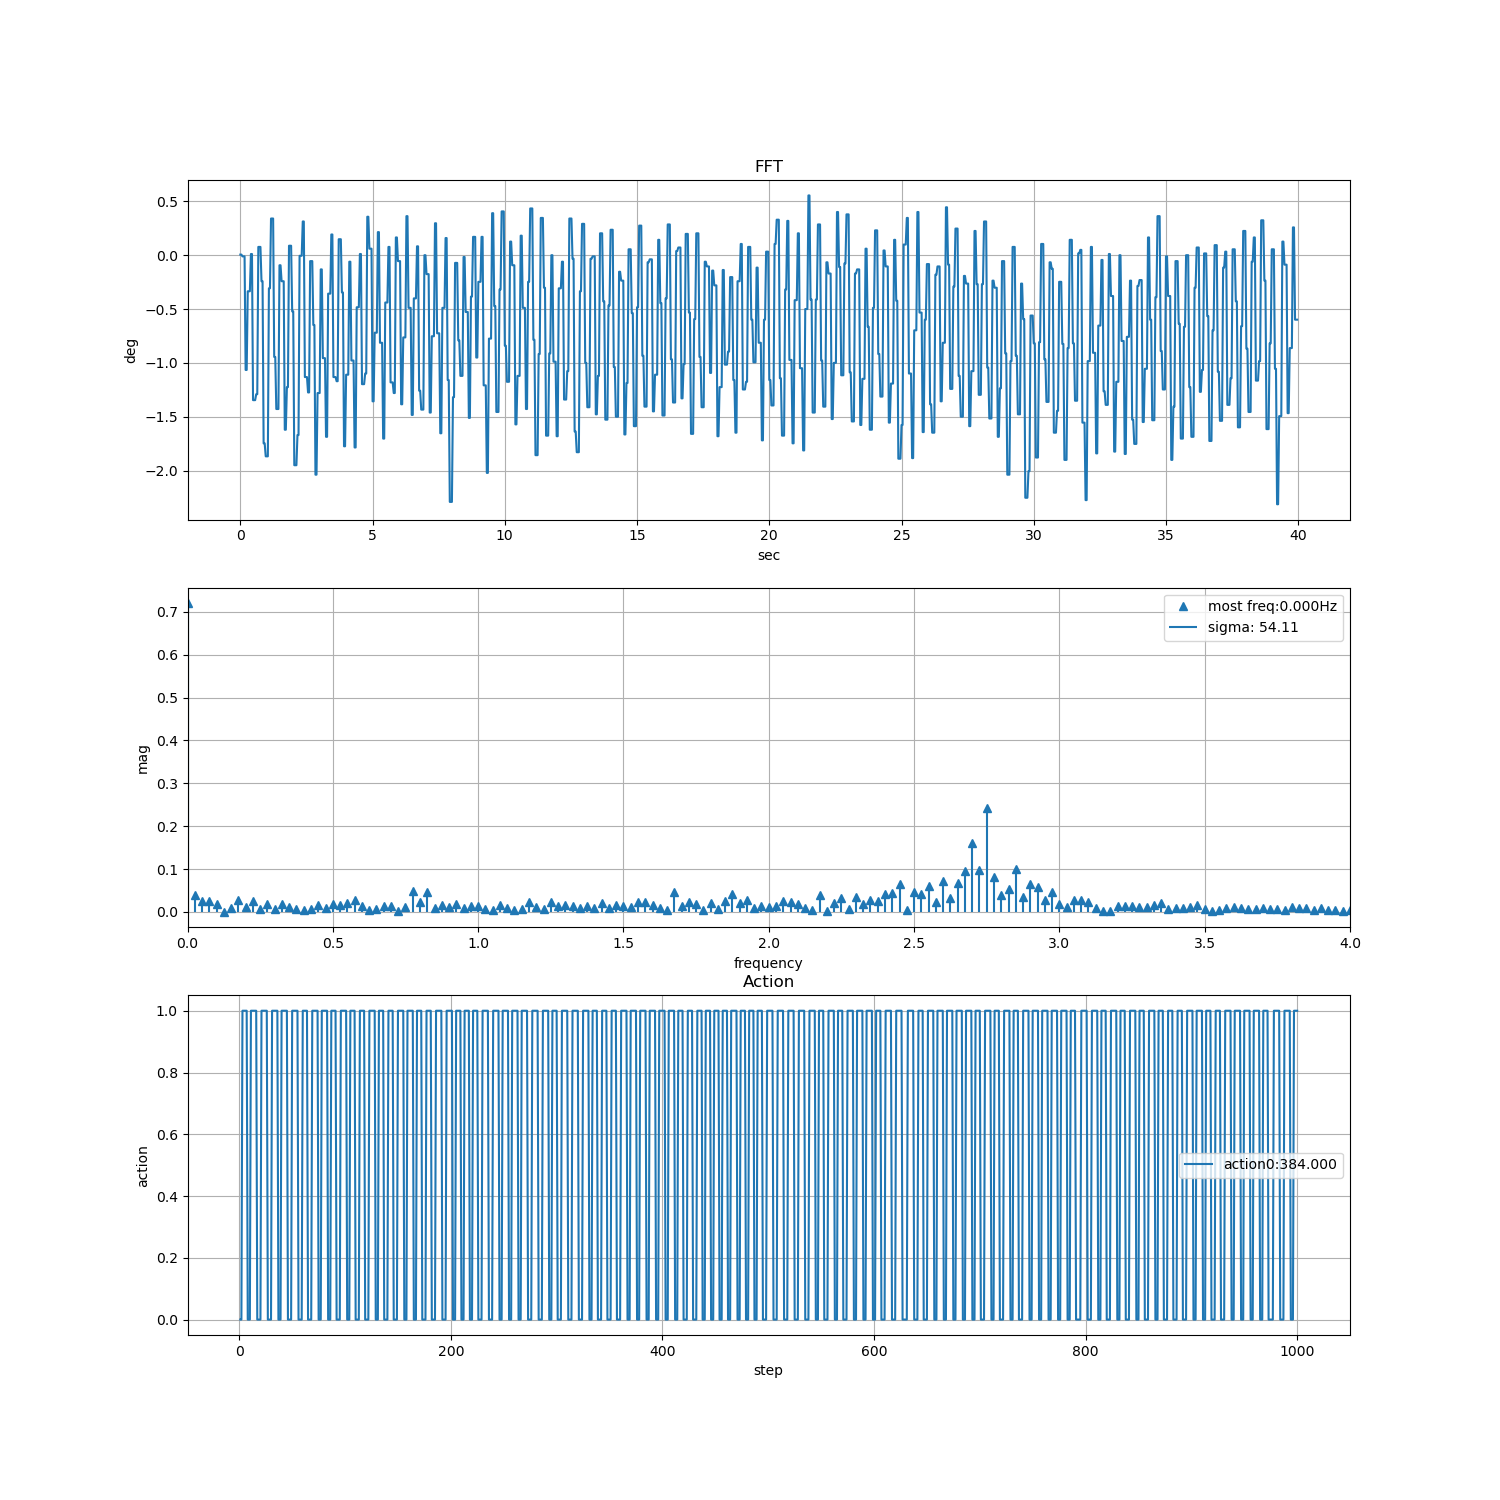 FFT
0.5
0.0
−0.5
−1.0
−1.5
−2.0
deg
0 5 10 15 20 25 30 35 40
sec
0.7
0.6
0.5
0.4
0.3
0.2
0.1
0.0
mag
most freq:0.000Hz
sigma: 54.11
0.0 0.5 1.0 1.5 2.0 2.5 3.0 3.5 4.0
frequency
Action
1.0
0.8
0.6
0.4
0.2
0.0
action
action0:384.000
0 200 400 600 800 1000
step